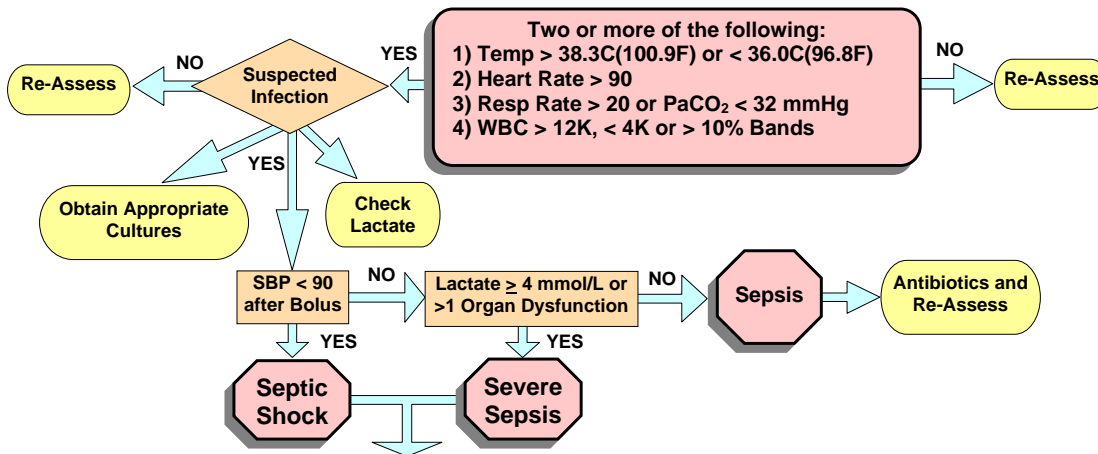 Two or more of the following:
1) Temp > 38.3C(100.9F) or < 36.0C(96.8F)
2) Heart Rate > 90
3) Resp Rate > 20 or PaCO₂ < 32 mmHg
4) WBC > 12K, < 4K or > 10% Bands
NO
Re-Assess
YES
Suspected
Infection
NO
Re-Assess
YES
Obtain Appropriate
Cultures
Check
Lactate
SBP < 90
after Bolus
NO
Lactate ≥ 4 mmol/L or
>1 Organ Dysfunction
NO
Sepsis
Antibiotics and
Re-Assess
YES
YES
Septic
Shock
Severe
Sepsis